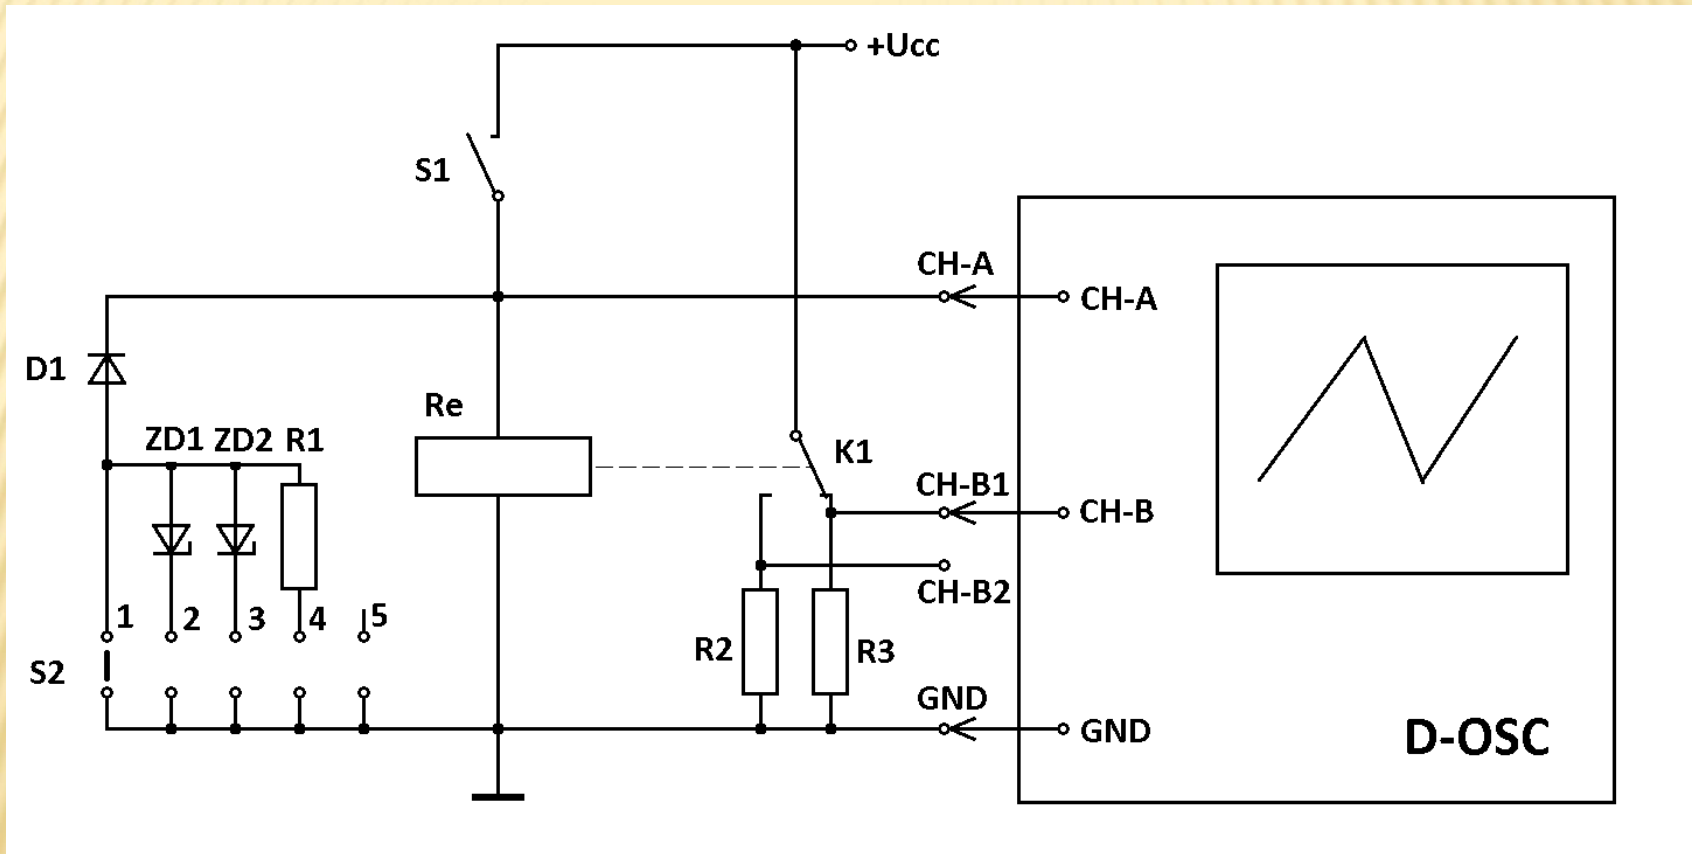 +Ucc
S1
CH-A
CH-A
D1
Re
ZD1 ZD2 R1
K1
CH-B1
CH-B
CH-B2
1 2 3 4 5
S2
R2
R3
GND
GND
D-OSC